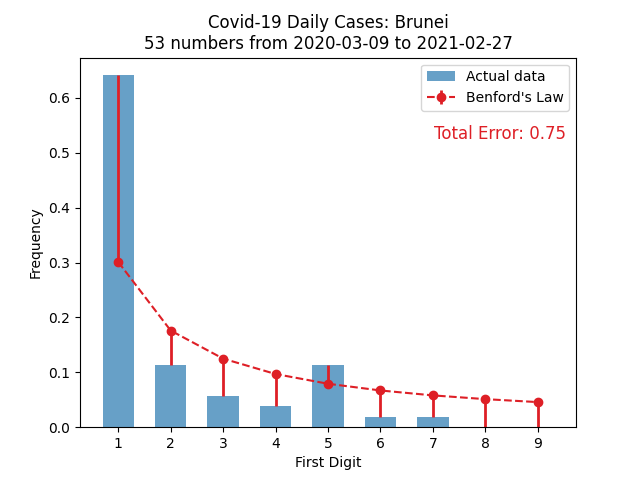 Covid-19 Daily Cases: Brunei
53 numbers from 2020-03-09 to 2021-02-27
Actual data
Benford's Law
Total Error: 0.75
Frequency
0.6
0.5
0.4
0.3
0.2
0.1
0.0
1 2 3 4 5 6 7 8 9
First Digit